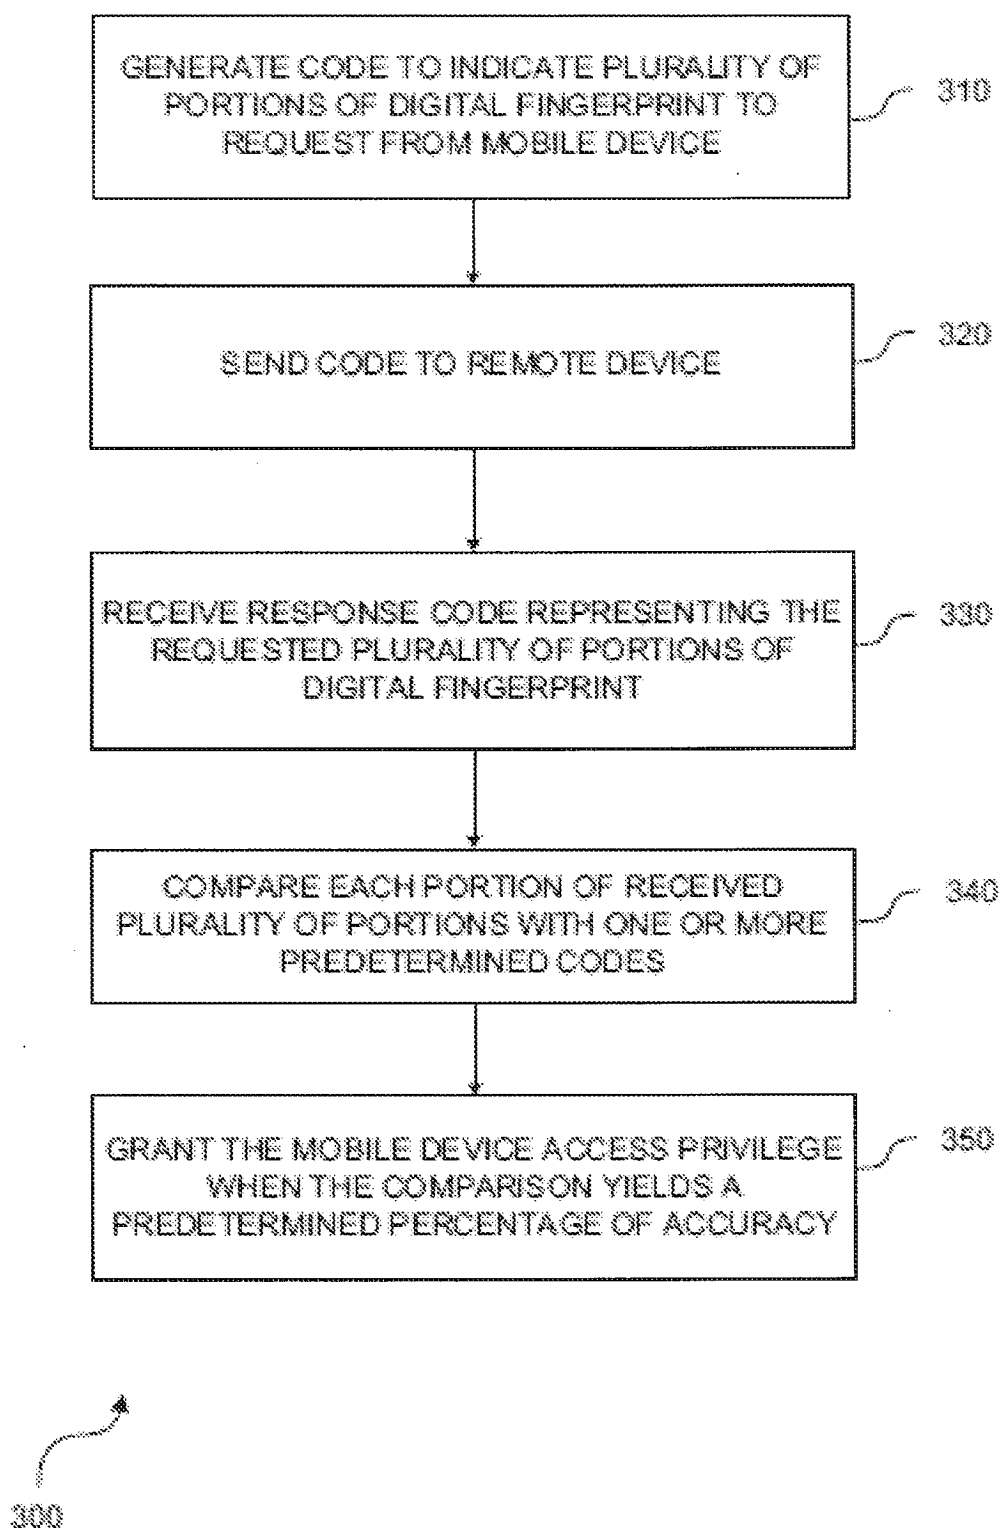 GENERATE CODE TO INDICATE PLURALITY OF
PORTIONS OF DIGITAL FINGERPRINT TO
REQUEST FROM MOBILE DEVICE
310
SEND CODE TO REMOTE DEVICE
320
RECEIVE RESPONSE CODE REPRESENTING THE
REQUESTED PLURALITY OF PORTIONS OF
DIGITAL FINGERPRINT
330
COMPARE EACH PORTION OF RECEIVED
PLURALITY OF PORTIONS WITH ONE OR MORE
PREDETERMINED CODES
340
GRANT THE MOBILE DEVICE ACCESS PRIVILEGE
WHEN THE COMPARISON YIELDS A
PREDETERMINED PERCENTAGE OF ACCURACY
350
300